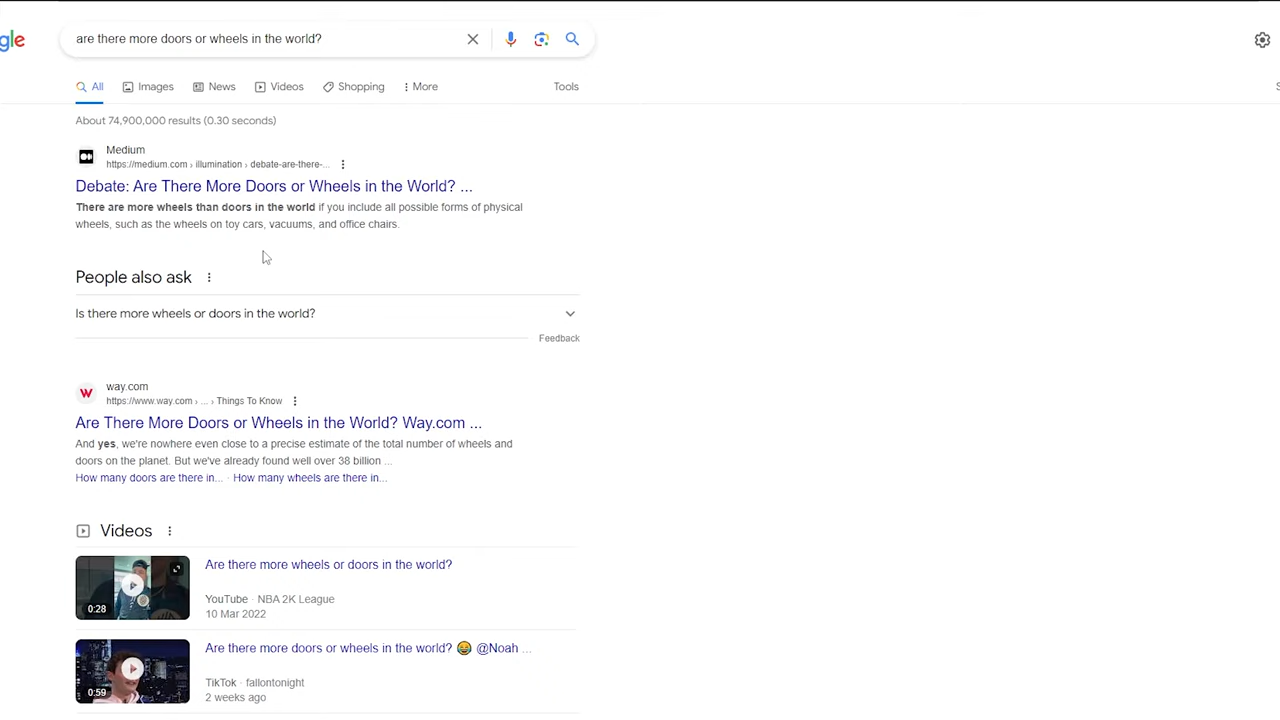 gle
are there more doors or wheels in the world?
All Images News Videos Shopping More Tools
About 74,900,000 results (0.30 seconds)
Medium
https://medium.com › illumination › debate-are-there-...
Debate: Are There More Doors or Wheels in the World? ...
There are more wheels than doors in the world if you include all possible forms of physical
wheels, such as the wheels on toy cars, vacuums, and office chairs.
People also ask
Is there more wheels or doors in the world?
Feedback
W
way.com
https://www.way.com › ... › Things To Know
Are There More Doors or Wheels in the World? Way.com ...
And yes, we're nowhere even close to a precise estimate of the total number of wheels and
doors on the planet. But we've already found well over 38 billion ...
How many doors are there in... · How many wheels are there in...
Videos
Are there more wheels or doors in the world?
0:28
YouTube · NBA 2K League
10 Mar 2022
Are there more doors or wheels in the world? 😂 @Noah ...
0:59
TikTok · fallontonight
2 weeks ago